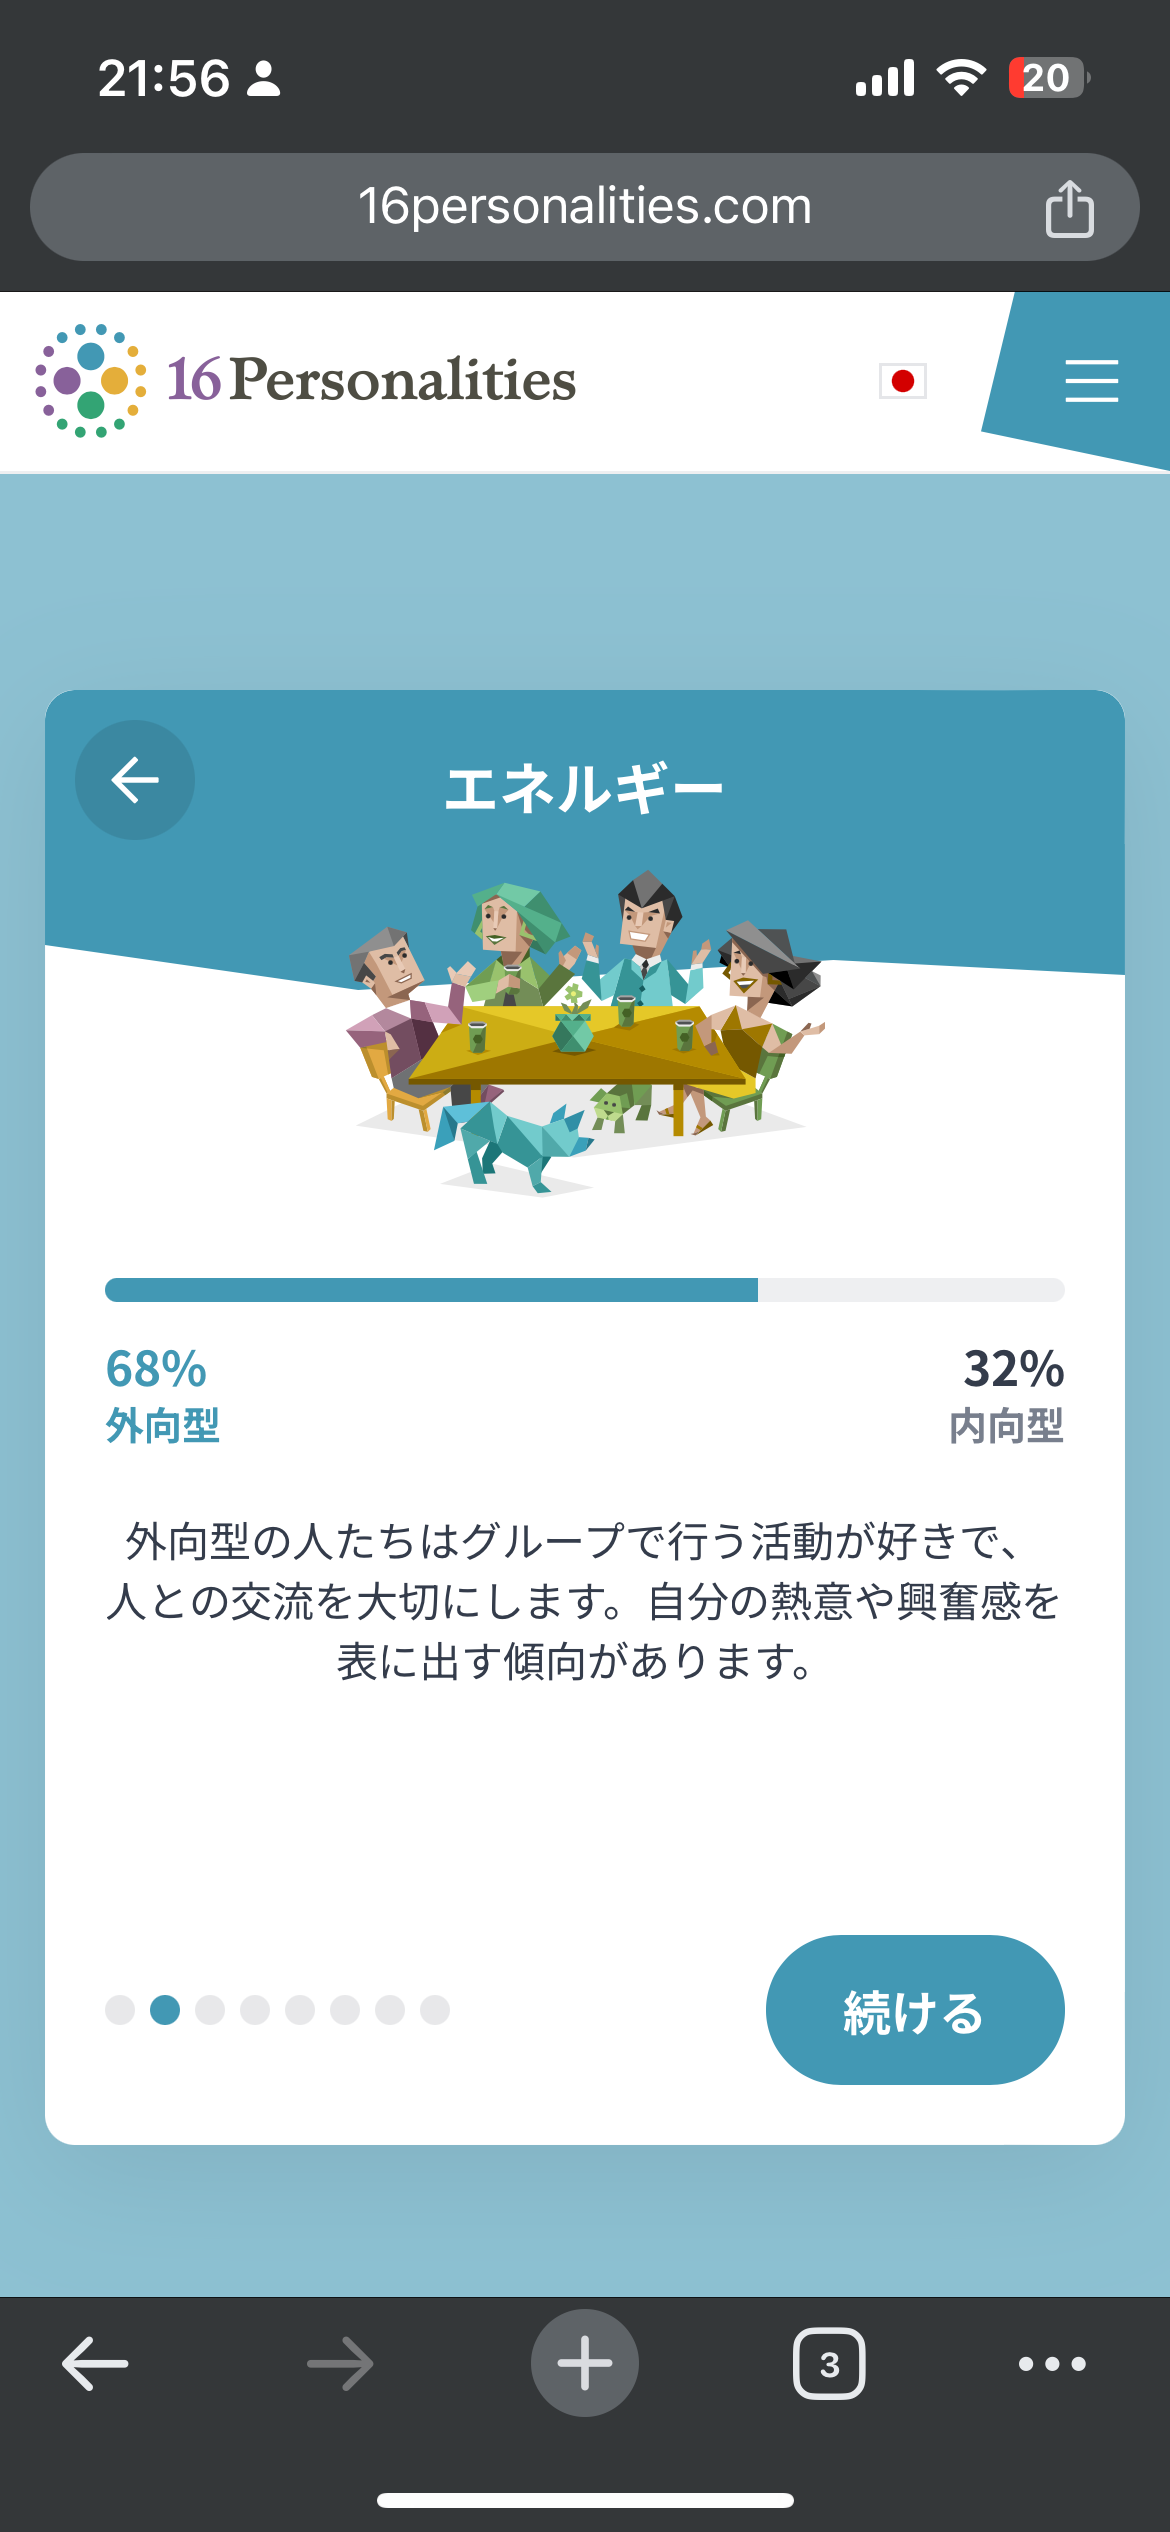 21:56
20
16personalities.com
16Personalities
エネルギー
68%
32%
外向型
内向型
外向型の人たちはグループで行う活動が好きで、
人との交流を大切にします。自分の熱意や興奮感を
表に出す傾向があります。
続ける
3